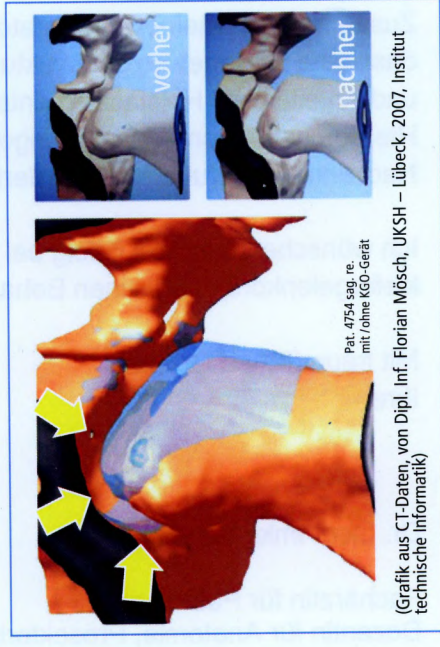 vorher
nachher
Pat. 4754 sag. re.
mit/ohne KGO-Gerät
(Grafik aus CT-Daten, von Dipl. Inf. Florian Mösch, UKSH – Lübeck, 2007, Institut
technische Informatik)